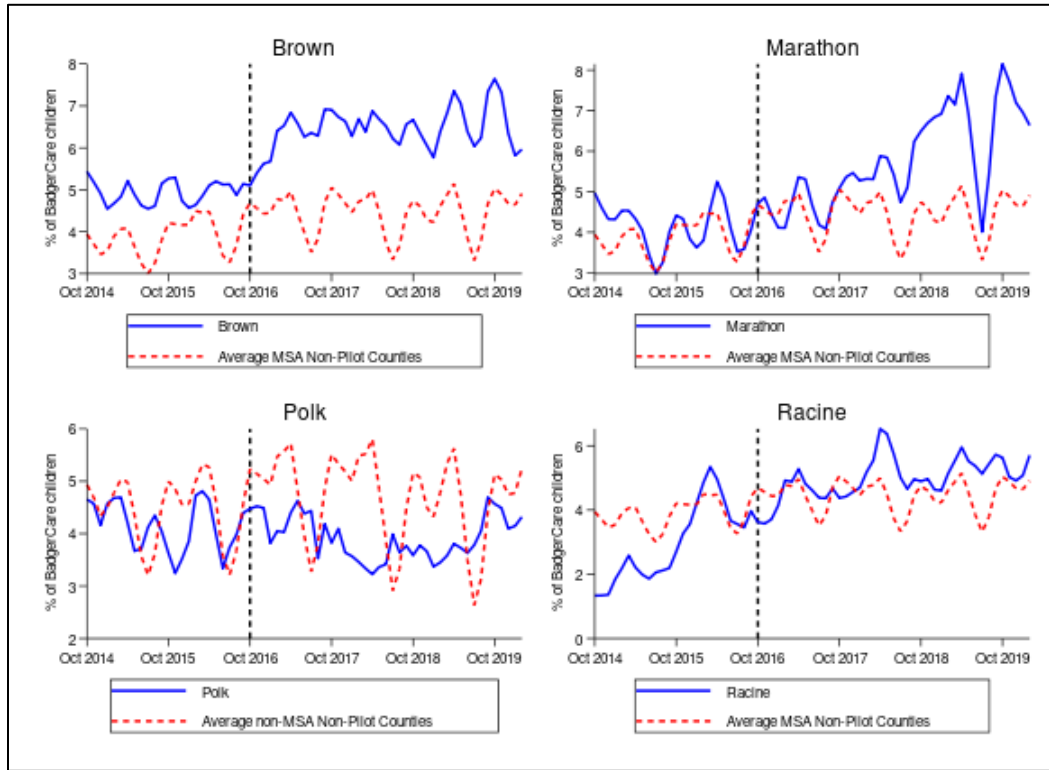 Brown
% of BadgerCare children
8
7
6
5
4
3
Oct 2014 Oct 2015 Oct 2016 Oct 2017 Oct 2018 Oct 2019
Brown
Average MSA Non-Pilot Counties
Marathon
% of BadgerCare children
8
7
6
5
4
3
Oct 2014 Oct 2015 Oct 2016 Oct 2017 Oct 2018 Oct 2019
Marathon
Average MSA Non-Pilot Counties
Polk
% of BadgerCare children
6
5
4
3
2
Oct 2014 Oct 2015 Oct 2016 Oct 2017 Oct 2018 Oct 2019
Polk
Average non-MSA Non-Pilot Counties
Racine
% of BadgerCare children
6
4
2
0
Oct 2014 Oct 2015 Oct 2016 Oct 2017 Oct 2018 Oct 2019
Racine
Average MSA Non-Pilot Counties